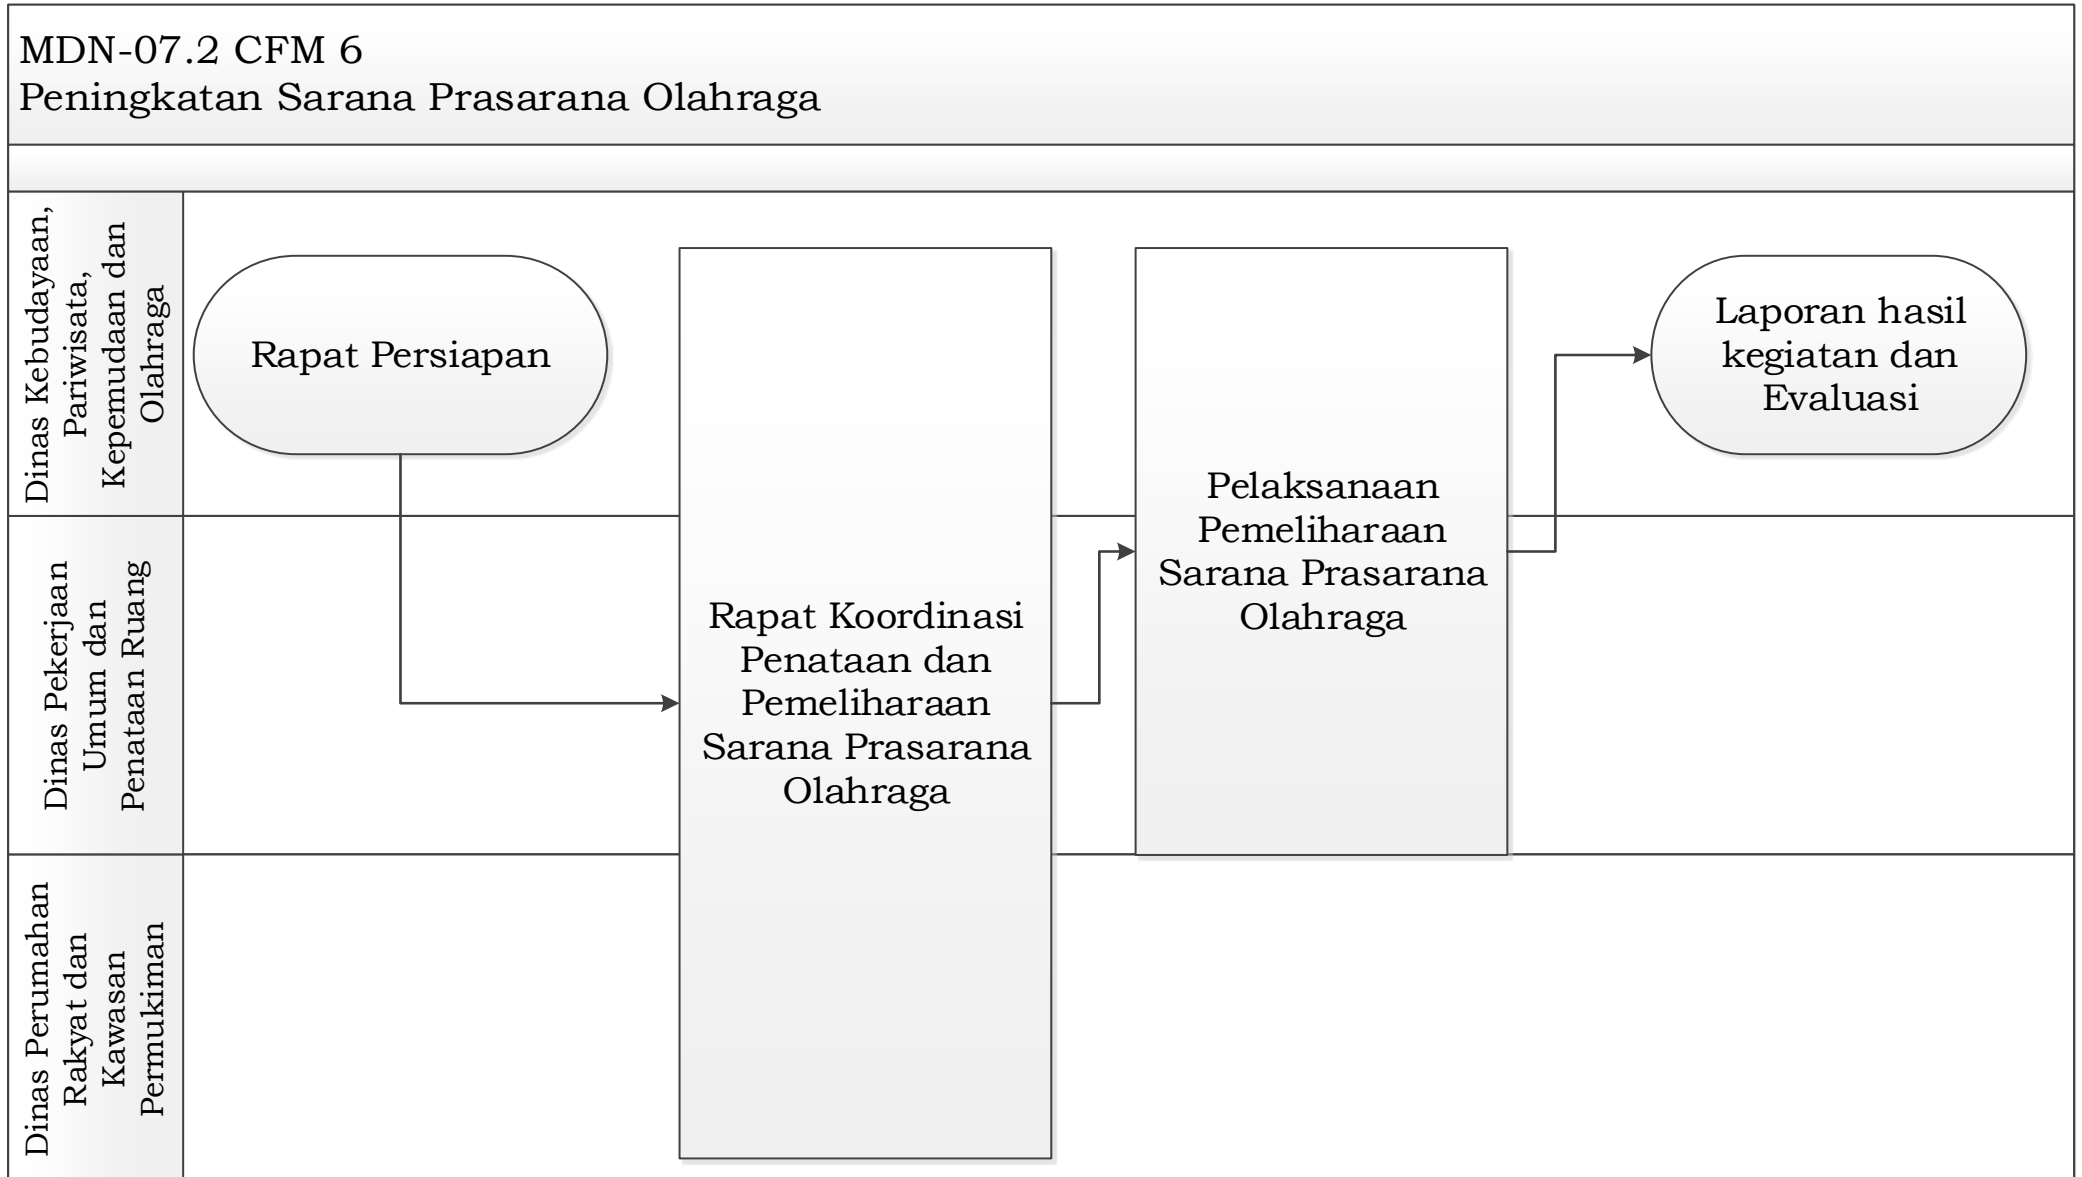 MDN-07.2 CFM 6
Peningkatan Sarana Prasarana Olahraga
Dinas Kebudayaan,
Pariwisata,
Kepemudaan dan
Olahraga
Rapat Persiapan
Laporan hasil
kegiatan dan
Evaluasi
Pelaksanaan
Pemeliharaan
Sarana Prasarana
Olahraga
Dinas Pekerjaan
Umum dan
Penataan Ruang
Rapat Koordinasi
Penataan dan
Pemeliharaan
Sarana Prasarana
Olahraga
Dinas Perumahan
Rakyat dan
Kawasan
Permukiman